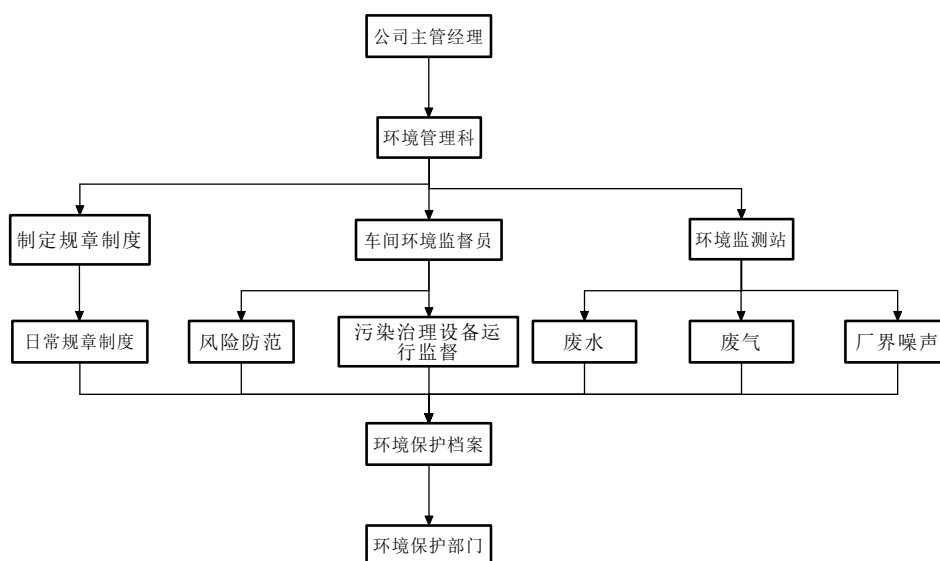 公司主管经理
环境管理科
制定规章制度
车间环境监督员
环境监测站
日常规章制度
风险防范
污染治理设备运
行监督
废水
废气
厂界噪声
环境保护档案
环境保护部门